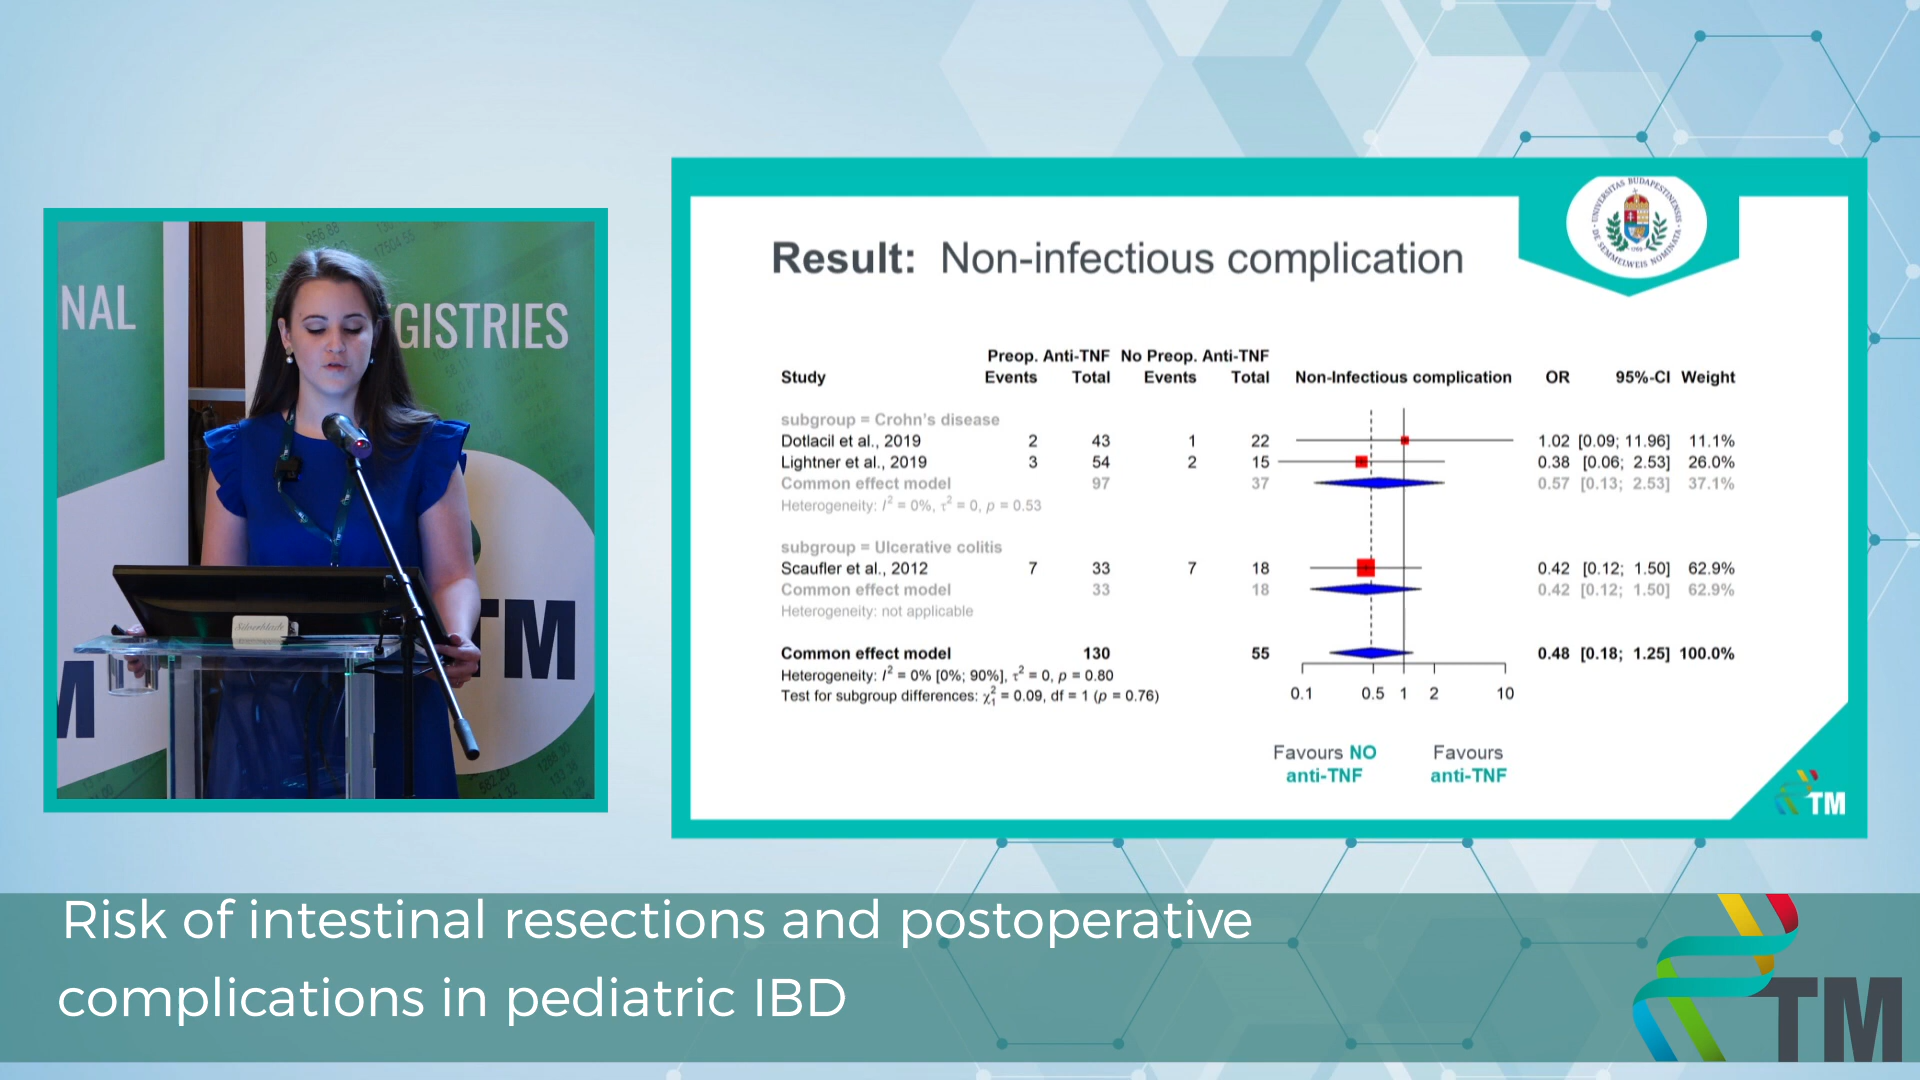 NAL
GISTRIES
TM
M
Result: Non-infectious complication
UNIVERSITAS BUDAPESTINENSIS DE SEMMELWEIS NOMINATA
Preop. Anti-TNF No Preop. Anti-TNF
Study Events Total Events Total Non-Infectious complication OR 95%-CI Weight
subgroup = Crohn's disease
Dotlacil et al., 2019 2 43 1 22 1.02 [0.09; 11.96] 11.1%
Lightner et al., 2019 3 54 2 15 0.38 [0.06; 2.53] 26.0%
Common effect model 97 37 0.57 [0.13; 2.53] 37.1%
Heterogeneity: I² = 0%, τ² = 0, p = 0.53
subgroup = Ulcerative colitis
Scaufler et al., 2012 7 33 7 18 0.42 [0.12; 1.50] 62.9%
Common effect model 33 18 0.42 [0.12; 1.50] 62.9%
Heterogeneity: not applicable
Common effect model 130 55 0.48 [0.18; 1.25] 100.0%
Heterogeneity: I² = 0% [0%; 90%], τ² = 0, p = 0.80
Test for subgroup differences: χ²₁ = 0.09, df = 1 (p = 0.76)
0.1 0.5 1 2 10
Favours NO Favours
anti-TNF anti-TNF
TM
Risk of intestinal resections and postoperative
complications in pediatric IBD
TM